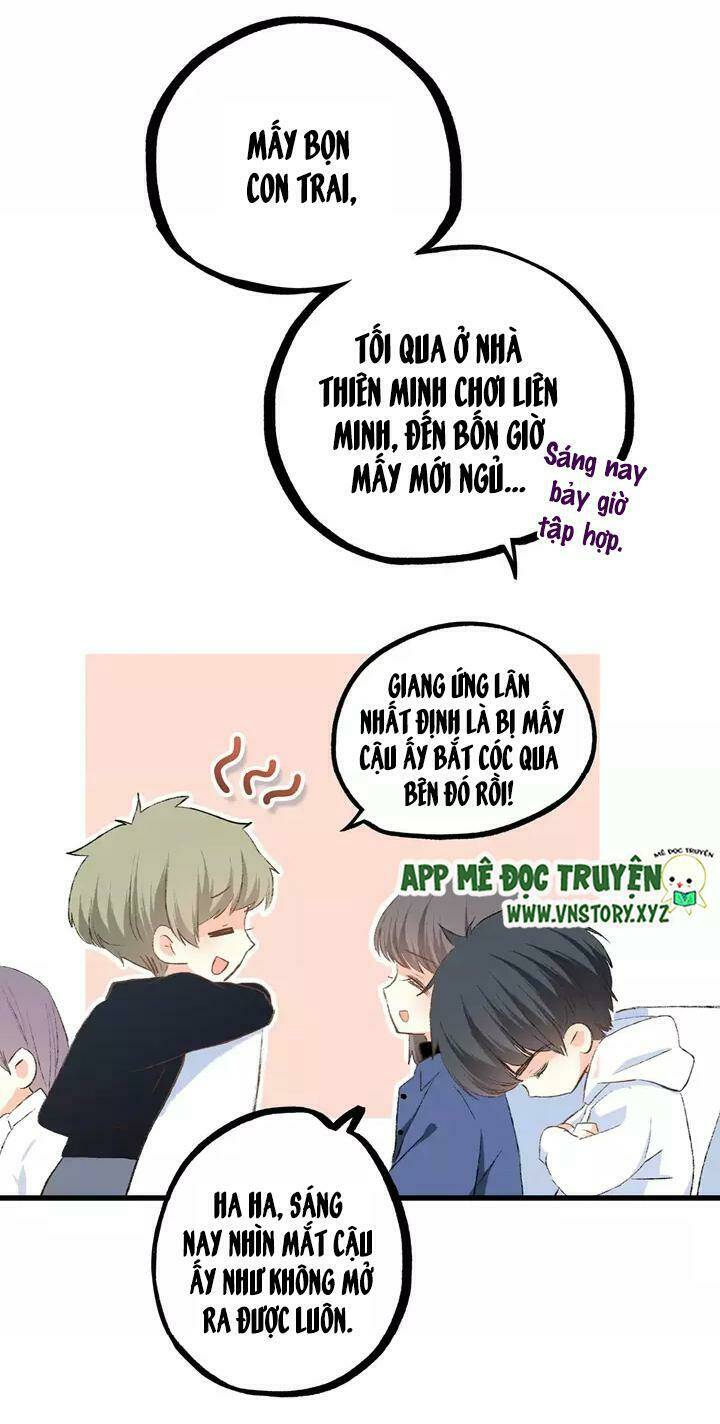 MẤY BỌN
CON TRAI,
TỐI QUA Ở NHÀ
THIÊN MINH CHƠI LIÊN
MINH, ĐẾN BỐN GIỜ
MẤY MỚI NGỦ...
Sáng nay
bảy giờ
tập hợp.
GIANG ỨNG LÂN
NHẤT ĐỊNH LÀ BỊ MẤY
CẬU ẤY BẮT CÓC QUA
BÊN ĐÓ RỒI!
MÊ ĐỌC TRUYỆN
APP MÊ ĐỌC TRUYỆN
WWW.VNSTORY.XYZ
HA HA, SÁNG
NAY NHÌN MẮT CẬU
ẤY NHƯ KHÔNG MỞ
RA ĐƯỢC LUÔN.